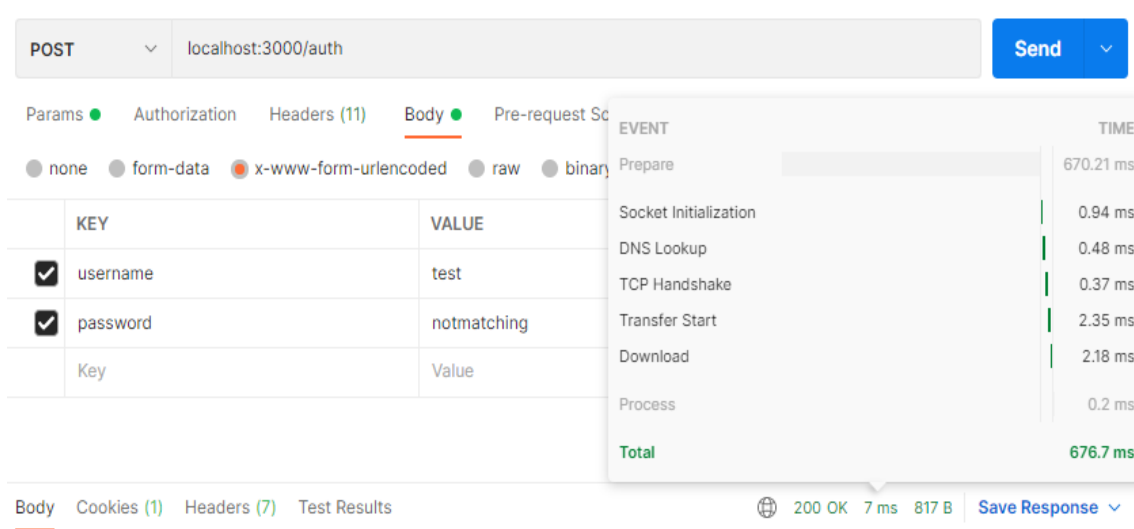 POST localhost:3000/auth Send
Params Authorization Headers (11) Body Pre-request Sc
none form-data x-www-form-urlencoded raw binary
KEY VALUE
username test
password notmatching
Key Value
EVENT TIME
Prepare 670.21 ms
Socket Initialization 0.94 ms
DNS Lookup 0.48 ms
TCP Handshake 0.37 ms
Transfer Start 2.35 ms
Download 2.18 ms
Process 0.2 ms
Total 676.7 ms
Body Cookies (1) Headers (7) Test Results 200 OK 7 ms 817 B Save Response